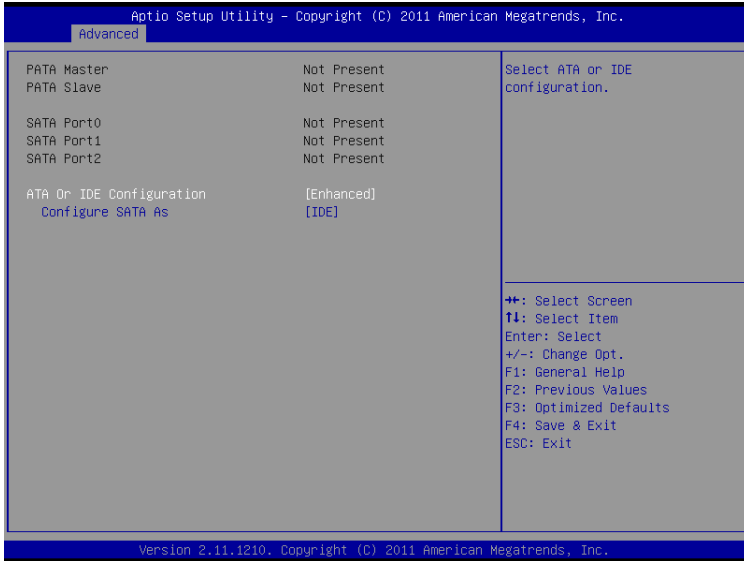 Aptio Setup Utility – Copyright (C) 2011 American Megatrends, Inc.
Advanced
PATA Master Not Present
PATA Slave Not Present
SATA Port0 Not Present
SATA Port1 Not Present
SATA Port2 Not Present
ATA Or IDE Configuration [Enhanced]
Configure SATA As [IDE]
Select ATA or IDE
configuration.
→←: Select Screen
↑↓: Select Item
Enter: Select
+/-: Change Opt.
F1: General Help
F2: Previous Values
F3: Optimized Defaults
F4: Save & Exit
ESC: Exit
Version 2.11.1210. Copyright (C) 2011 American Megatrends, Inc.